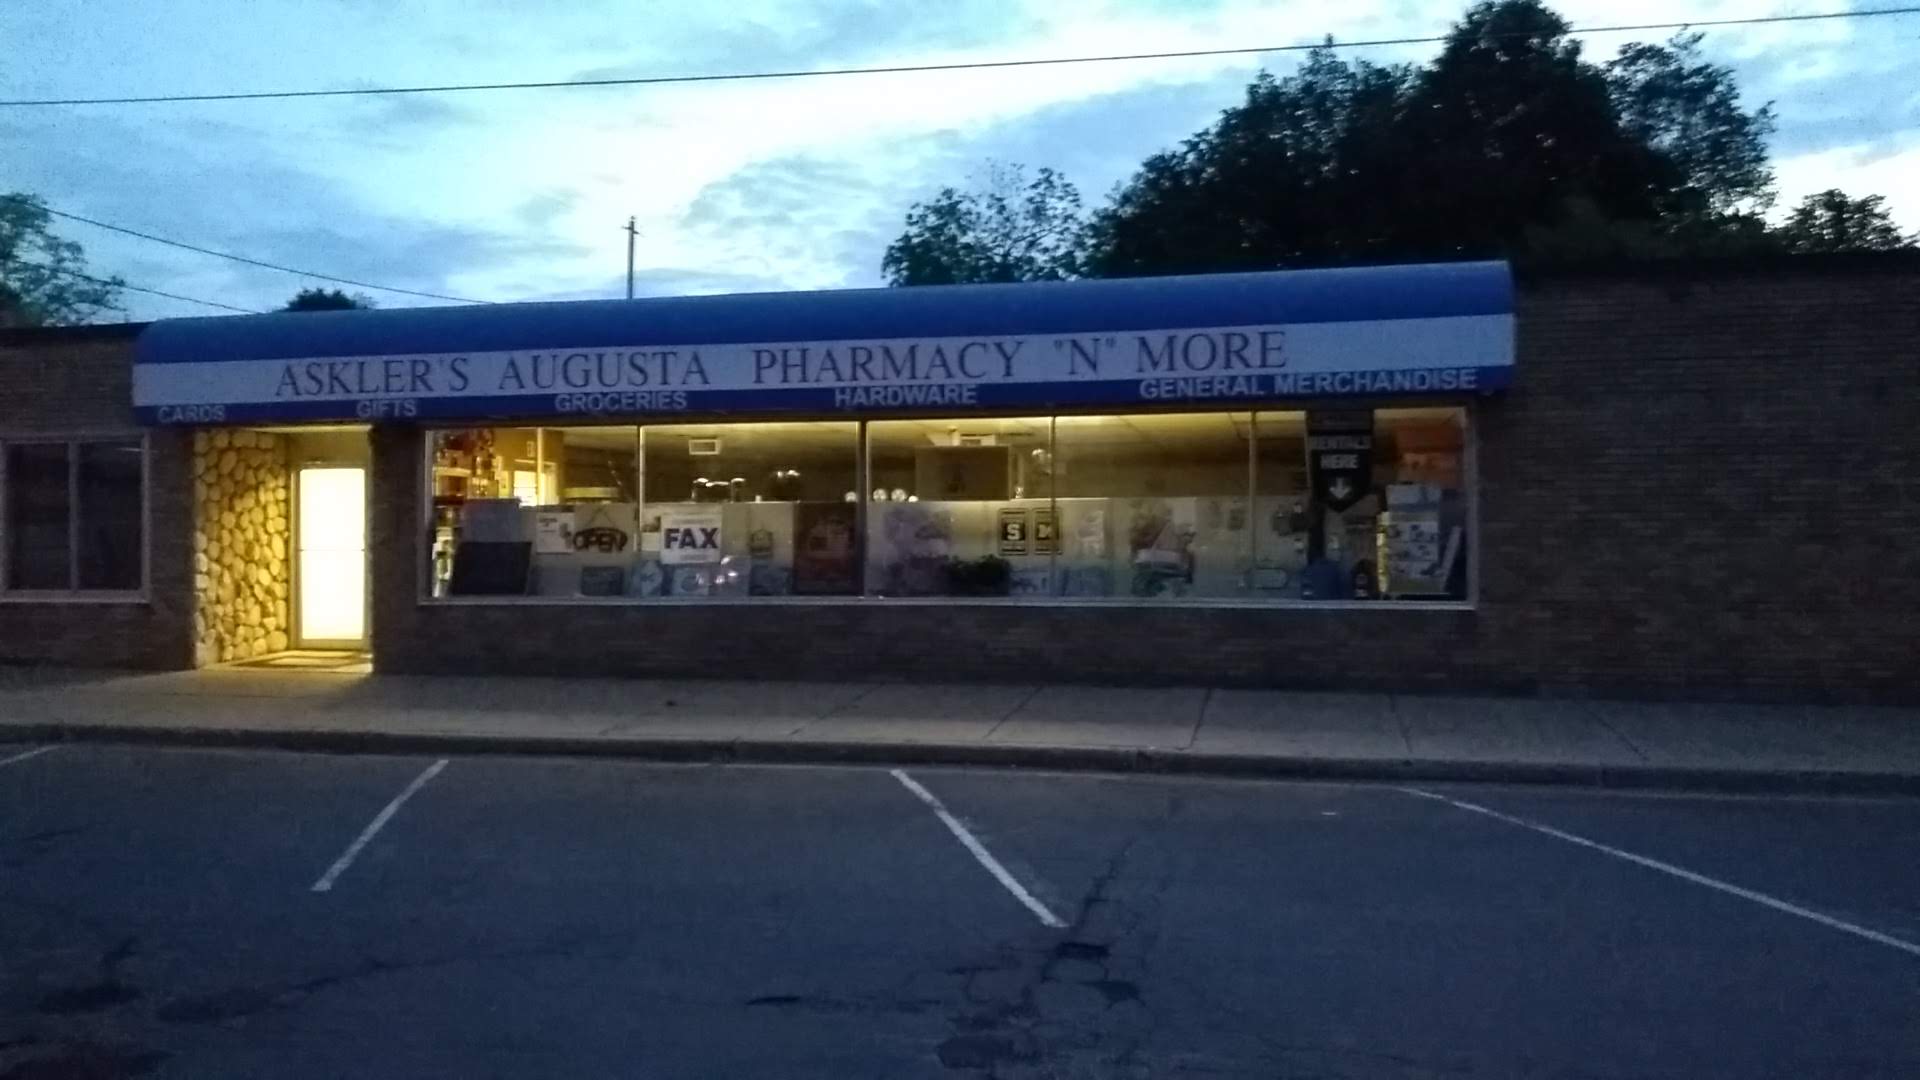 ASKLER'S AUGUSTA PHARMACY "N" MORE
CARDS GIFTS GROCERIES HARDWARE GENERAL MERCHANDISE
RENTALS
HERE
OPEN
FAX
S